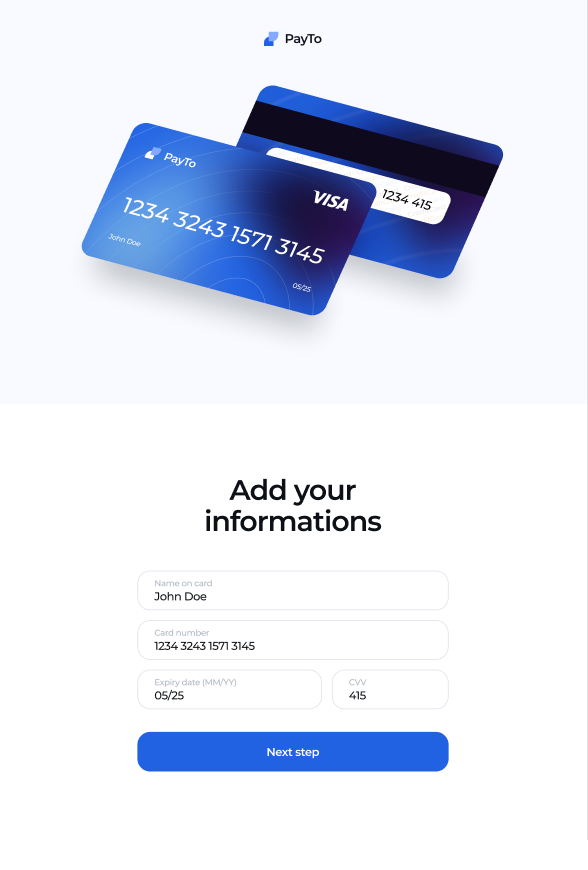 PayTo
PayTo
VISA
1234 3243 1571 3145
John Doe
05/25
1234 415
Add your
informations
Name on card
John Doe
Card number
1234 3243 1571 3145
Expiry date (MM/YY)
05/25
CVV
415
Next step